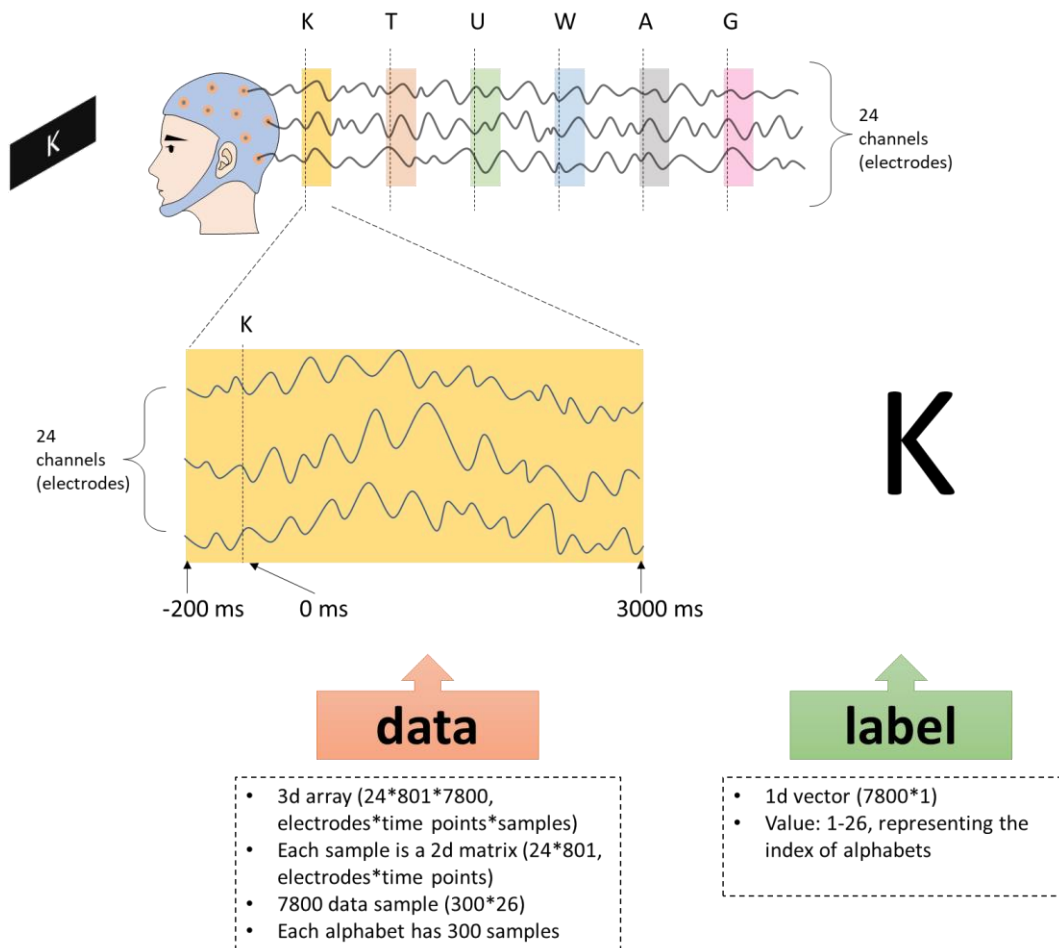 K T U W A G
K
24
channels
(electrodes)
K
24
channels
(electrodes)
K
-200 ms 0 ms 3000 ms
data
label
• 3d array (24*801*7800,
electrodes*time points*samples)
• Each sample is a 2d matrix (24*801,
electrodes*time points)
• 7800 data sample (300*26)
• Each alphabet has 300 samples
• 1d vector (7800*1)
• Value: 1-26, representing the
index of alphabets